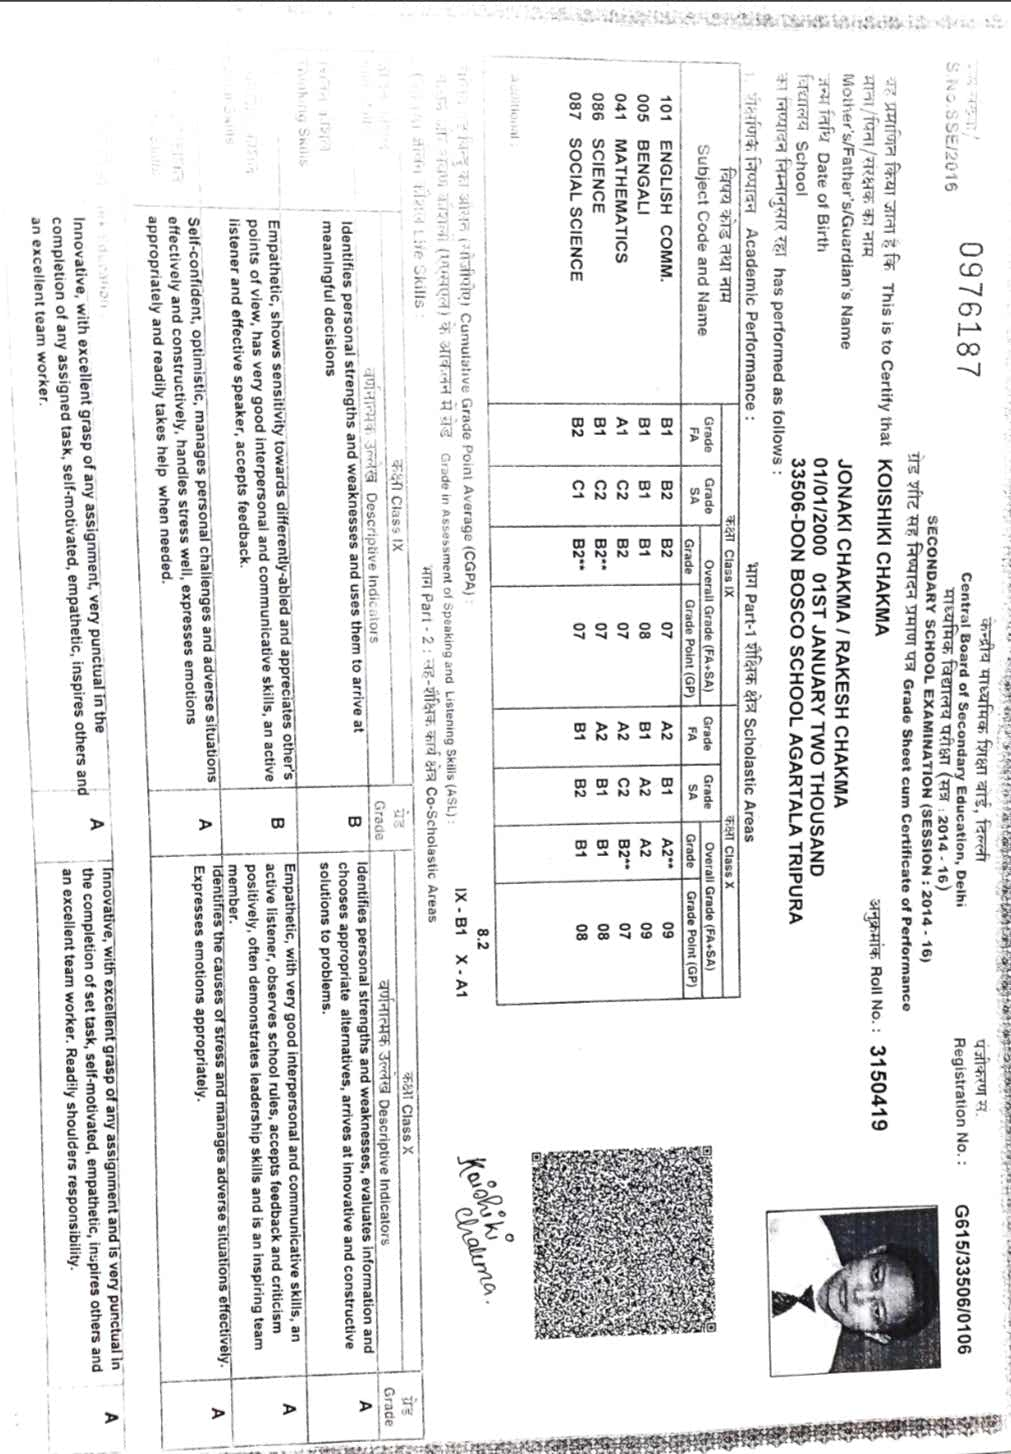 S.No.SSE/2016 0976187
केन्द्रीय माध्यमिक शिक्षा बोर्ड, दिल्ली
Central Board of Secondary Education, Delhi
माध्यमिक विद्यालय परीक्षा (सत्र : 2014 - 16)
SECONDARY SCHOOL EXAMINATION (SESSION : 2014 - 16)
ग्रेड शीट सह निष्पादन प्रमाण पत्र Grade Sheet cum Certificate of Performance
पंजीकरण सं.
Registration No. : G615/33506/0106
अनुक्रमांक Roll No. : 3150419
यह प्रमाणित किया जाता है कि This is to Certify that KOISHIKI CHAKMA
माता/पिता/संरक्षक का नाम
Mother's/Father's/Guardian's Name JONAKI CHAKMA / RAKESH CHAKMA
जन्म तिथि Date of Birth 01/01/2000 01ST JANUARY TWO THOUSAND
विद्यालय School 33506-DON BOSCO SCHOOL AGARTALA TRIPURA
का निष्पादन निम्नानुसार रहा has performed as follows :
भाग Part-1 शैक्षिक क्षेत्र Scholastic Areas
1. शैक्षणिक निष्पादन Academic Performance :
विषय कोड तथा नाम कक्षा Class IX कक्षा Class X
Subject Code and Name Grade FA Grade SA Overall Grade (FA+SA) Grade FA Grade SA Overall Grade (FA+SA)
Grade Grade Point (GP) Grade Grade Point (GP)
101 ENGLISH COMM. B1 B2 B2 07 A2 B1 A2** 09
005 BENGALI B1 B1 B1 08 B1 A2 A2 09
041 MATHEMATICS A1 C2 B2 07 A2 C2 B2** 07
086 SCIENCE B1 C2 B2** 07 A2 B1 B1 08
087 SOCIAL SCIENCE B2 C1 B2** 07 B1 B2 B1 08
Additional :
Cumulative Grade Point Average (CGPA) : 8.2
के आकलन में ग्रेड Grade in Assessment of Speaking and Listening Skills (ASL) : IX - B1 X - A1
भाग Part - 2 : सह-शैक्षिक कार्य क्षेत्र Co-Scholastic Areas
Life Skills :
कक्षा Class IX ग्रेड Grade कक्षा Class X ग्रेड Grade
वर्णनात्मक उल्लेख Descriptive Indicators वर्णनात्मक उल्लेख Descriptive Indicators
Identifies personal strengths and weaknesses and uses them to arrive at
meaningful decisions
B
Identifies personal strengths and weaknesses, evaluates information and
chooses appropriate alternatives, arrives at innovative and constructive
solutions to problems.
A
Thinking Skills
Empathetic, shows sensitivity towards differently-abled and appreciates other's
points of view, has very good interpersonal and communicative skills, an active
listener and effective speaker, accepts feedback.
B
Empathetic, with very good interpersonal and communicative skills, an
active listener, observes school rules, accepts feedback and criticism
positively, often demonstrates leadership skills and is an inspiring team
member.
A
Self-confident, optimistic, manages personal challenges and adverse situations
effectively and constructively, handles stress well, expresses emotions
appropriately and readily takes help when needed.
A
Identifies the causes of stress and manages adverse situations effectively.
Expresses emotions appropriately.
A
Innovative, with excellent grasp of any assignment, very punctual in the
completion of any assigned task, self-motivated, empathetic, inspires others and
an excellent team worker.
A
Innovative, with excellent grasp of any assignment and is very punctual in
the completion of set task, self-motivated, empathetic, inspires others and
an excellent team worker. Readily shoulders responsibility.
A
Koishiki
Chakma.